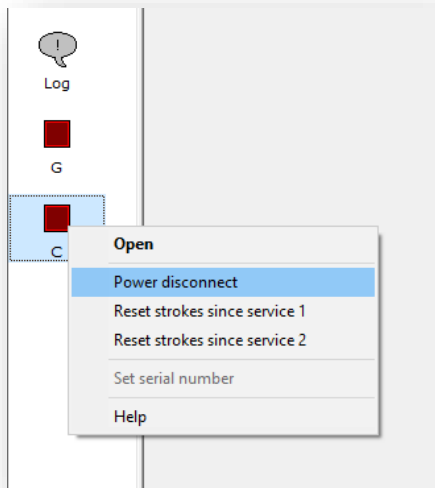 !
Log
G
C
Open
Power disconnect
Reset strokes since service 1
Reset strokes since service 2
Set serial number
Help